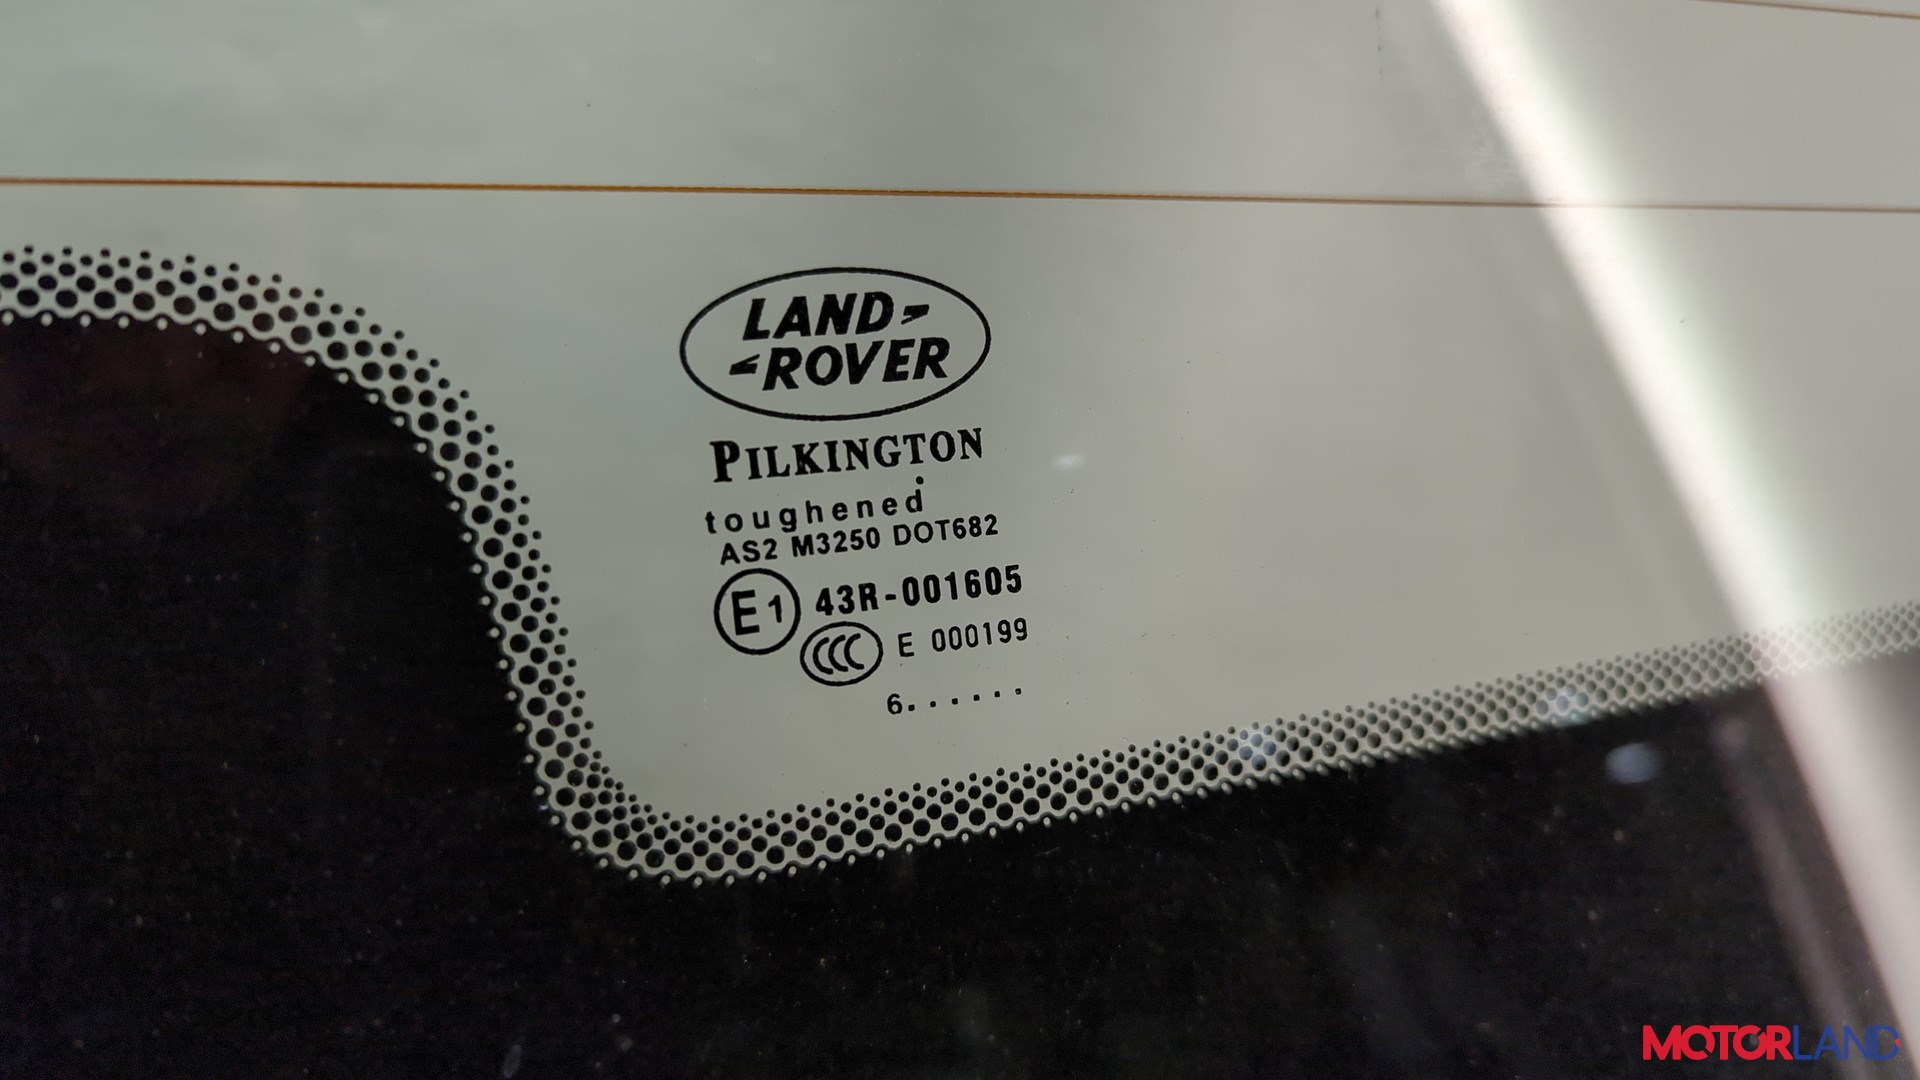 LAND
ROVER
PILKINGTON
toughened
AS2 M3250 DOT682
E1 43R-001605
CCC E 000199
6. . . . . .
MOTORLAND